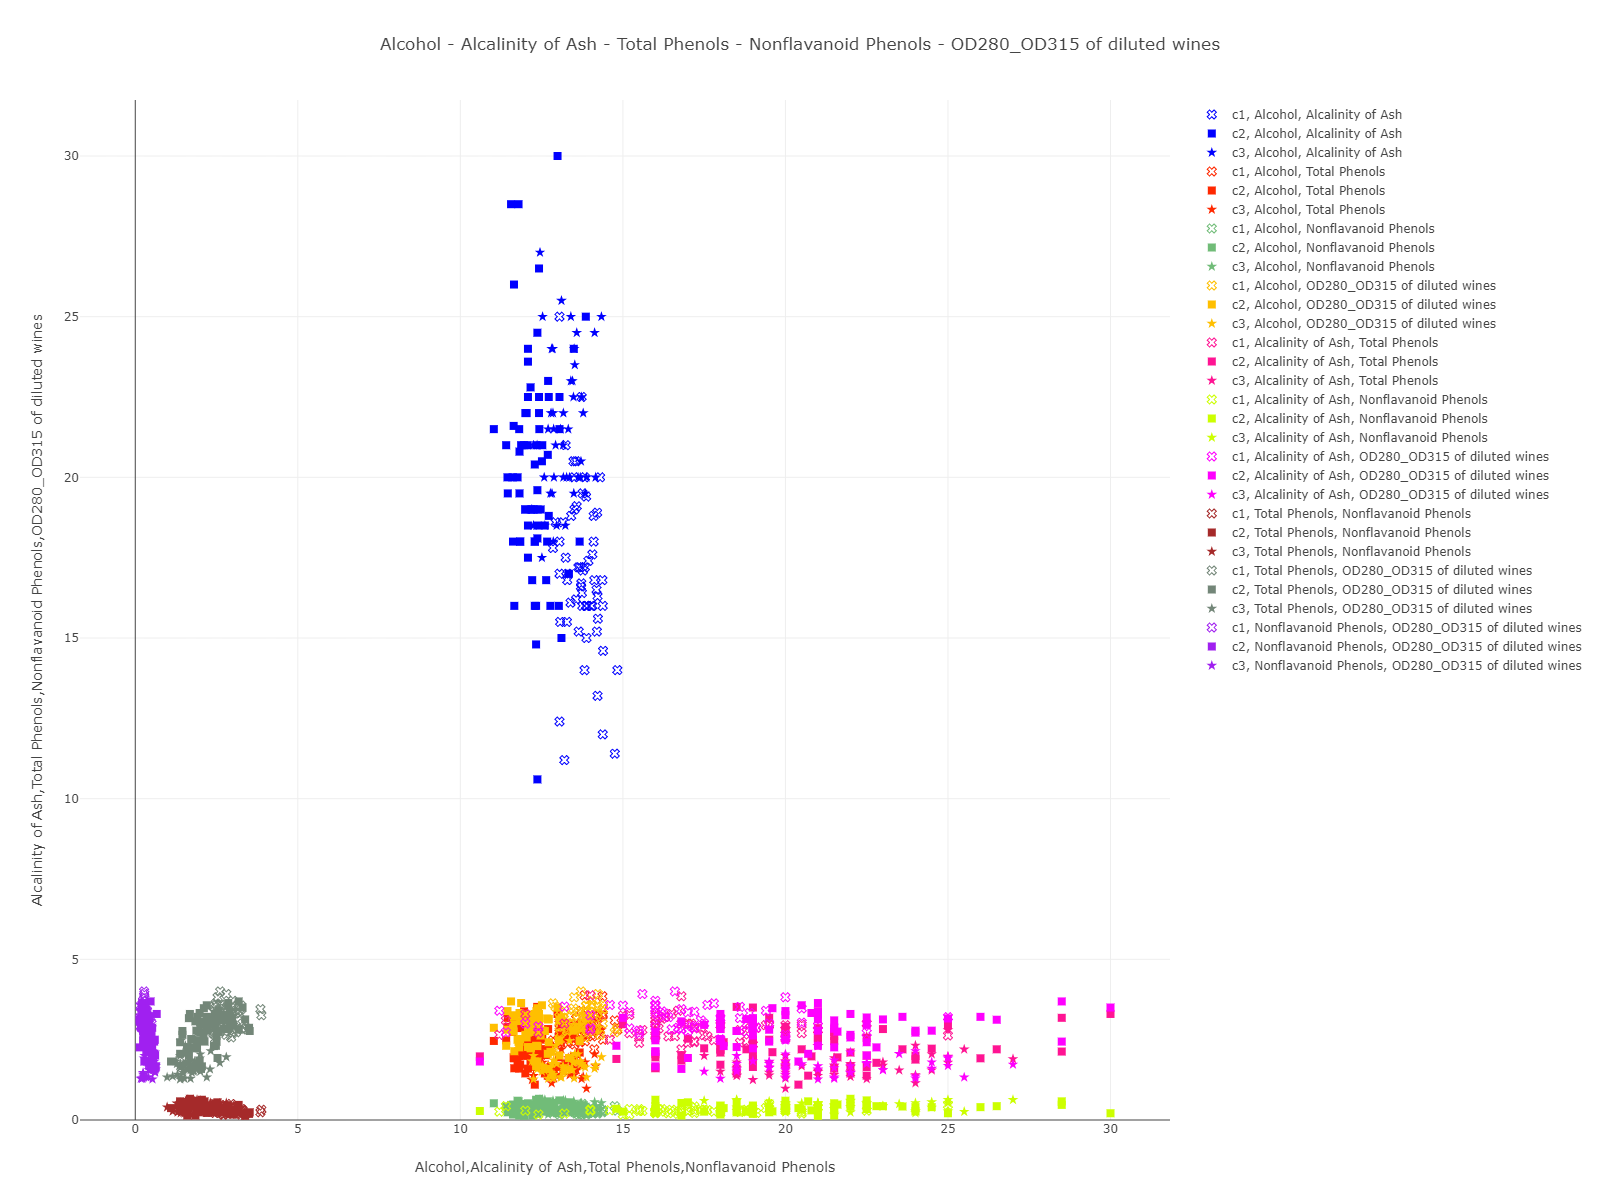 Alcohol - Alcalinity of Ash - Total Phenols - Nonflavanoid Phenols - OD280_OD315 of diluted wines
c1, Alcohol, Alcalinity of Ash
c2, Alcohol, Alcalinity of Ash
c3, Alcohol, Alcalinity of Ash
c1, Alcohol, Total Phenols
c2, Alcohol, Total Phenols
c3, Alcohol, Total Phenols
c1, Alcohol, Nonflavanoid Phenols
c2, Alcohol, Nonflavanoid Phenols
c3, Alcohol, Nonflavanoid Phenols
c1, Alcohol, OD280_OD315 of diluted wines
c2, Alcohol, OD280_OD315 of diluted wines
c3, Alcohol, OD280_OD315 of diluted wines
c1, Alcalinity of Ash, Total Phenols
c2, Alcalinity of Ash, Total Phenols
c3, Alcalinity of Ash, Total Phenols
c1, Alcalinity of Ash, Nonflavanoid Phenols
c2, Alcalinity of Ash, Nonflavanoid Phenols
c3, Alcalinity of Ash, Nonflavanoid Phenols
c1, Alcalinity of Ash, OD280_OD315 of diluted wines
c2, Alcalinity of Ash, OD280_OD315 of diluted wines
c3, Alcalinity of Ash, OD280_OD315 of diluted wines
c1, Total Phenols, Nonflavanoid Phenols
c2, Total Phenols, Nonflavanoid Phenols
c3, Total Phenols, Nonflavanoid Phenols
c1, Total Phenols, OD280_OD315 of diluted wines
c2, Total Phenols, OD280_OD315 of diluted wines
c3, Total Phenols, OD280_OD315 of diluted wines
c1, Nonflavanoid Phenols, OD280_OD315 of diluted wines
c2, Nonflavanoid Phenols, OD280_OD315 of diluted wines
c3, Nonflavanoid Phenols, OD280_OD315 of diluted wines
Alcalinity of Ash,Total Phenols,Nonflavanoid Phenols,OD280_OD315 of diluted wines
30
25
20
15
10
5
0
0 5 10 15 20 25 30
Alcohol,Alcalinity of Ash,Total Phenols,Nonflavanoid Phenols